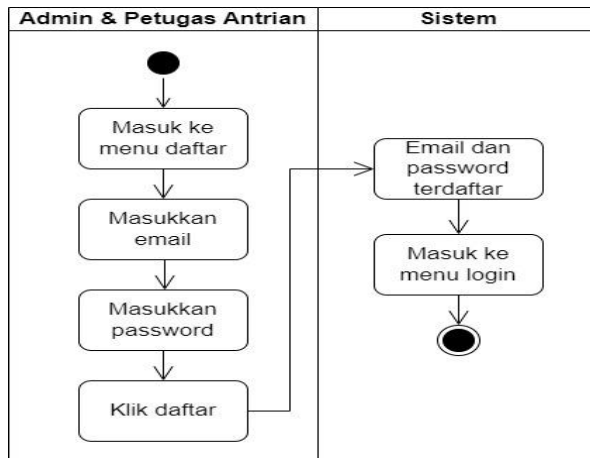 Admin & Petugas Antrian
Sistem
Masuk ke
menu daftar
Masukkan
email
Masukkan
password
Klik daftar
Email dan
password
terdaftar
Masuk ke
menu login